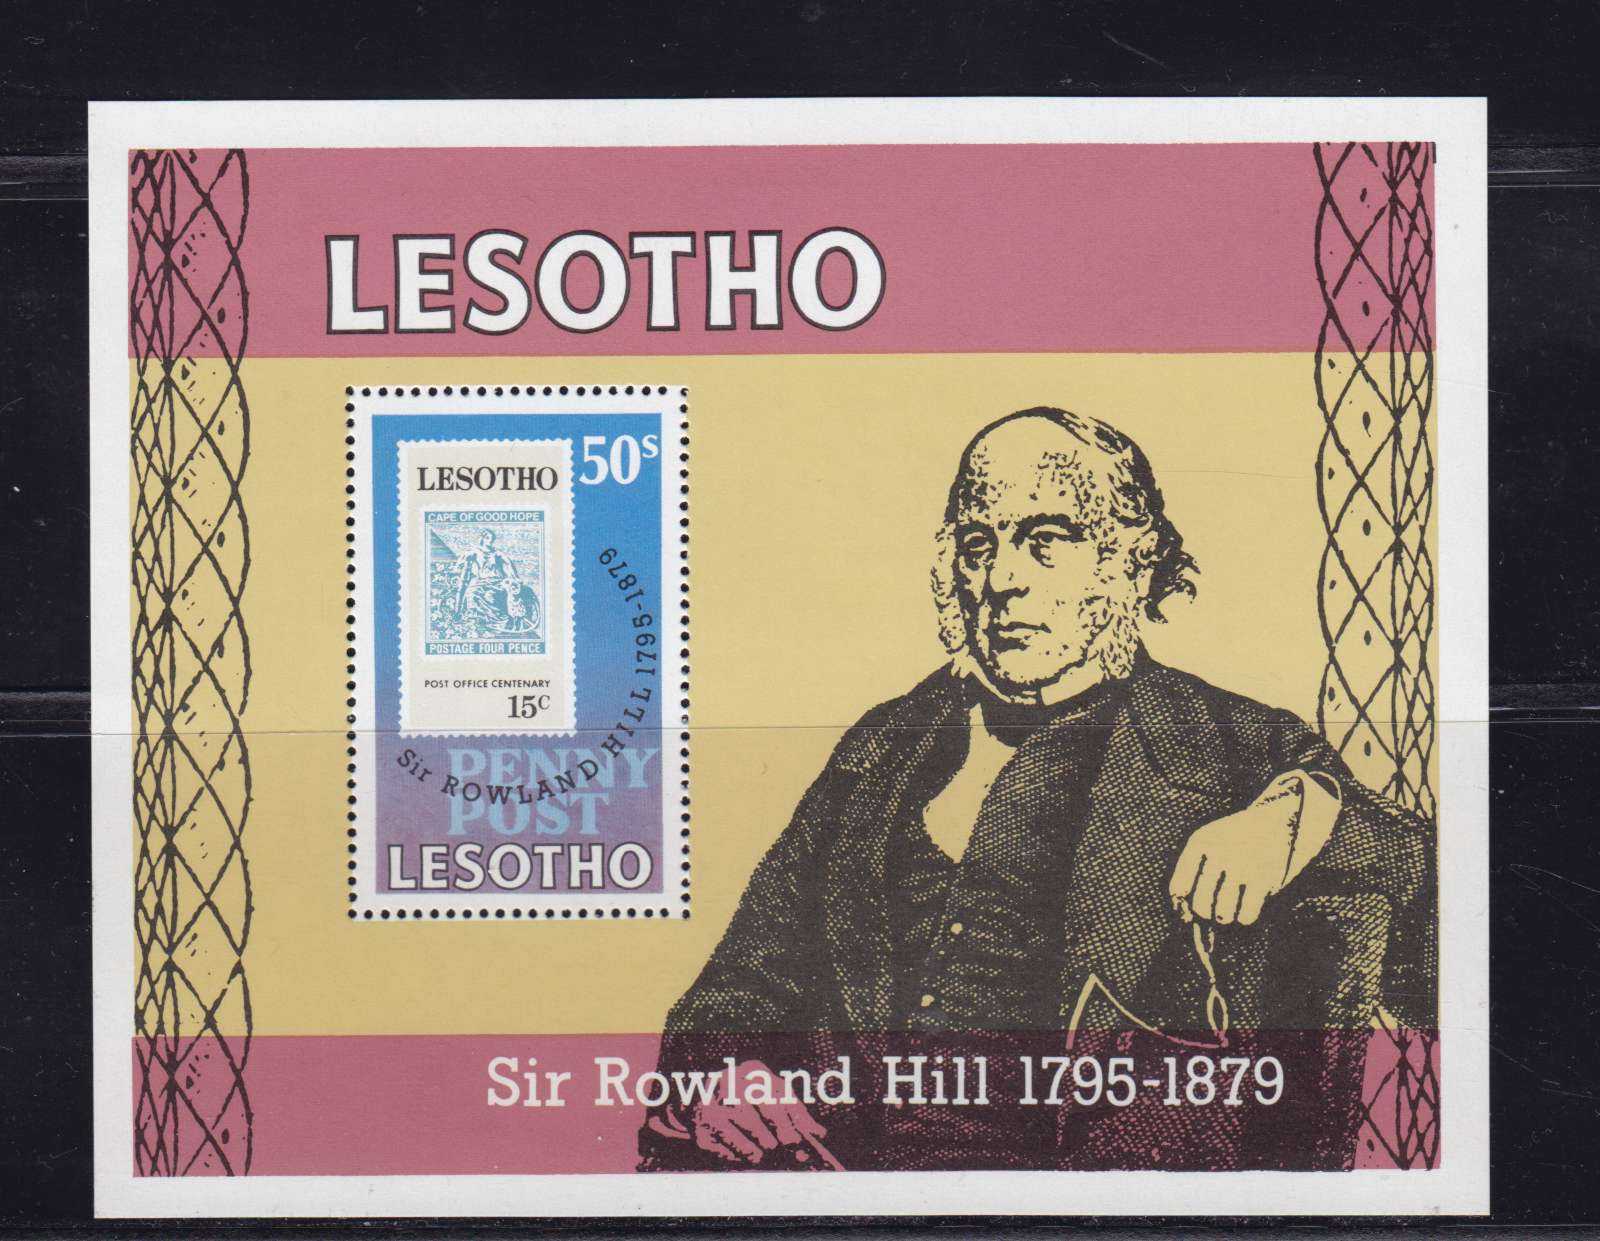 LESOTHO
50s
LESOTHO
CAPE OF GOOD HOPE
POSTAGE FOUR PENCE
POST OFFICE CENTENARY
15c
Sir ROWLAND HILL 1795-1879
PENNY
POST
LESOTHO
Sir Rowland Hill 1795-1879